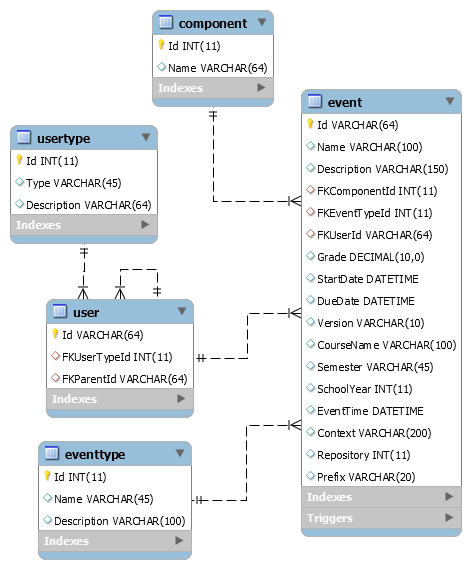 component
Id INT(11)
Name VARCHAR(64)
Indexes
usertype
Id INT(11)
Type VARCHAR(45)
Description VARCHAR(64)
Indexes
user
Id VARCHAR(64)
FKUserTypeId INT(11)
FKParentId VARCHAR(64)
Indexes
eventtype
Id INT(11)
Name VARCHAR(45)
Description VARCHAR(100)
Indexes
event
Id VARCHAR(64)
Name VARCHAR(100)
Description VARCHAR(150)
FKComponentId INT(11)
FKEventTypeId INT(11)
FKUserId VARCHAR(64)
Grade DECIMAL(10,0)
StartDate DATETIME
DueDate DATETIME
Version VARCHAR(10)
CourseName VARCHAR(100)
Semester VARCHAR(45)
SchoolYear INT(11)
EventTime DATETIME
Context VARCHAR(200)
Repository INT(11)
Prefix VARCHAR(20)
Indexes
Triggers